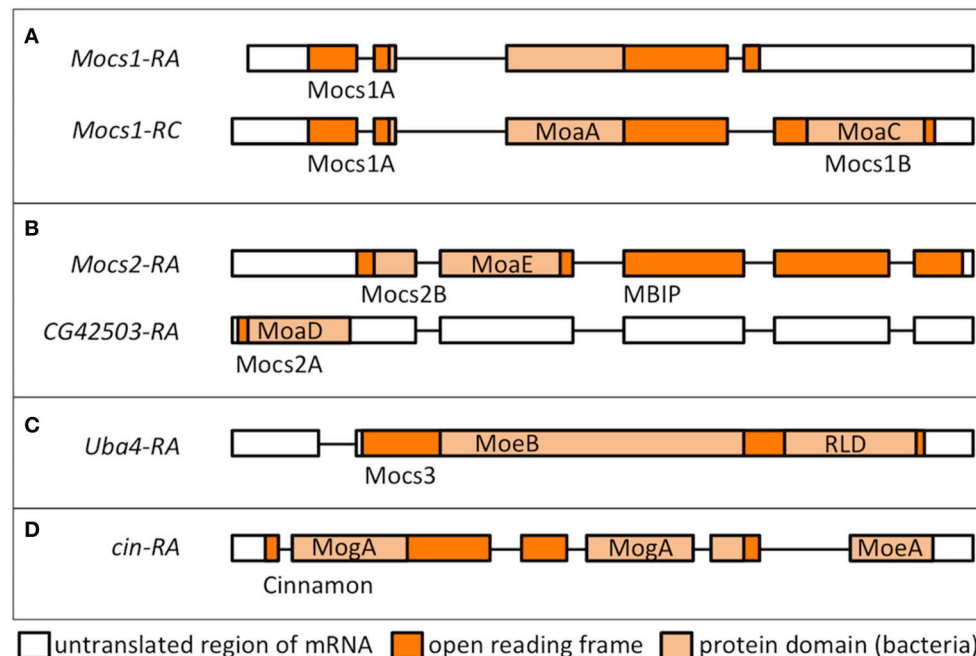 A
Mocs1-RA
Mocs1A
Mocs1-RC
MoaA
MoaC
Mocs1A
Mocs1B
B
Mocs2-RA
MoaE
Mocs2B
MBIP
CG42503-RA
MoaD
Mocs2A
C
Uba4-RA
MoeB
RLD
Mocs3
D
cin-RA
MogA
MogA
MoeA
Cinnamon
untranslated region of mRNA
open reading frame
protein domain (bacteria)